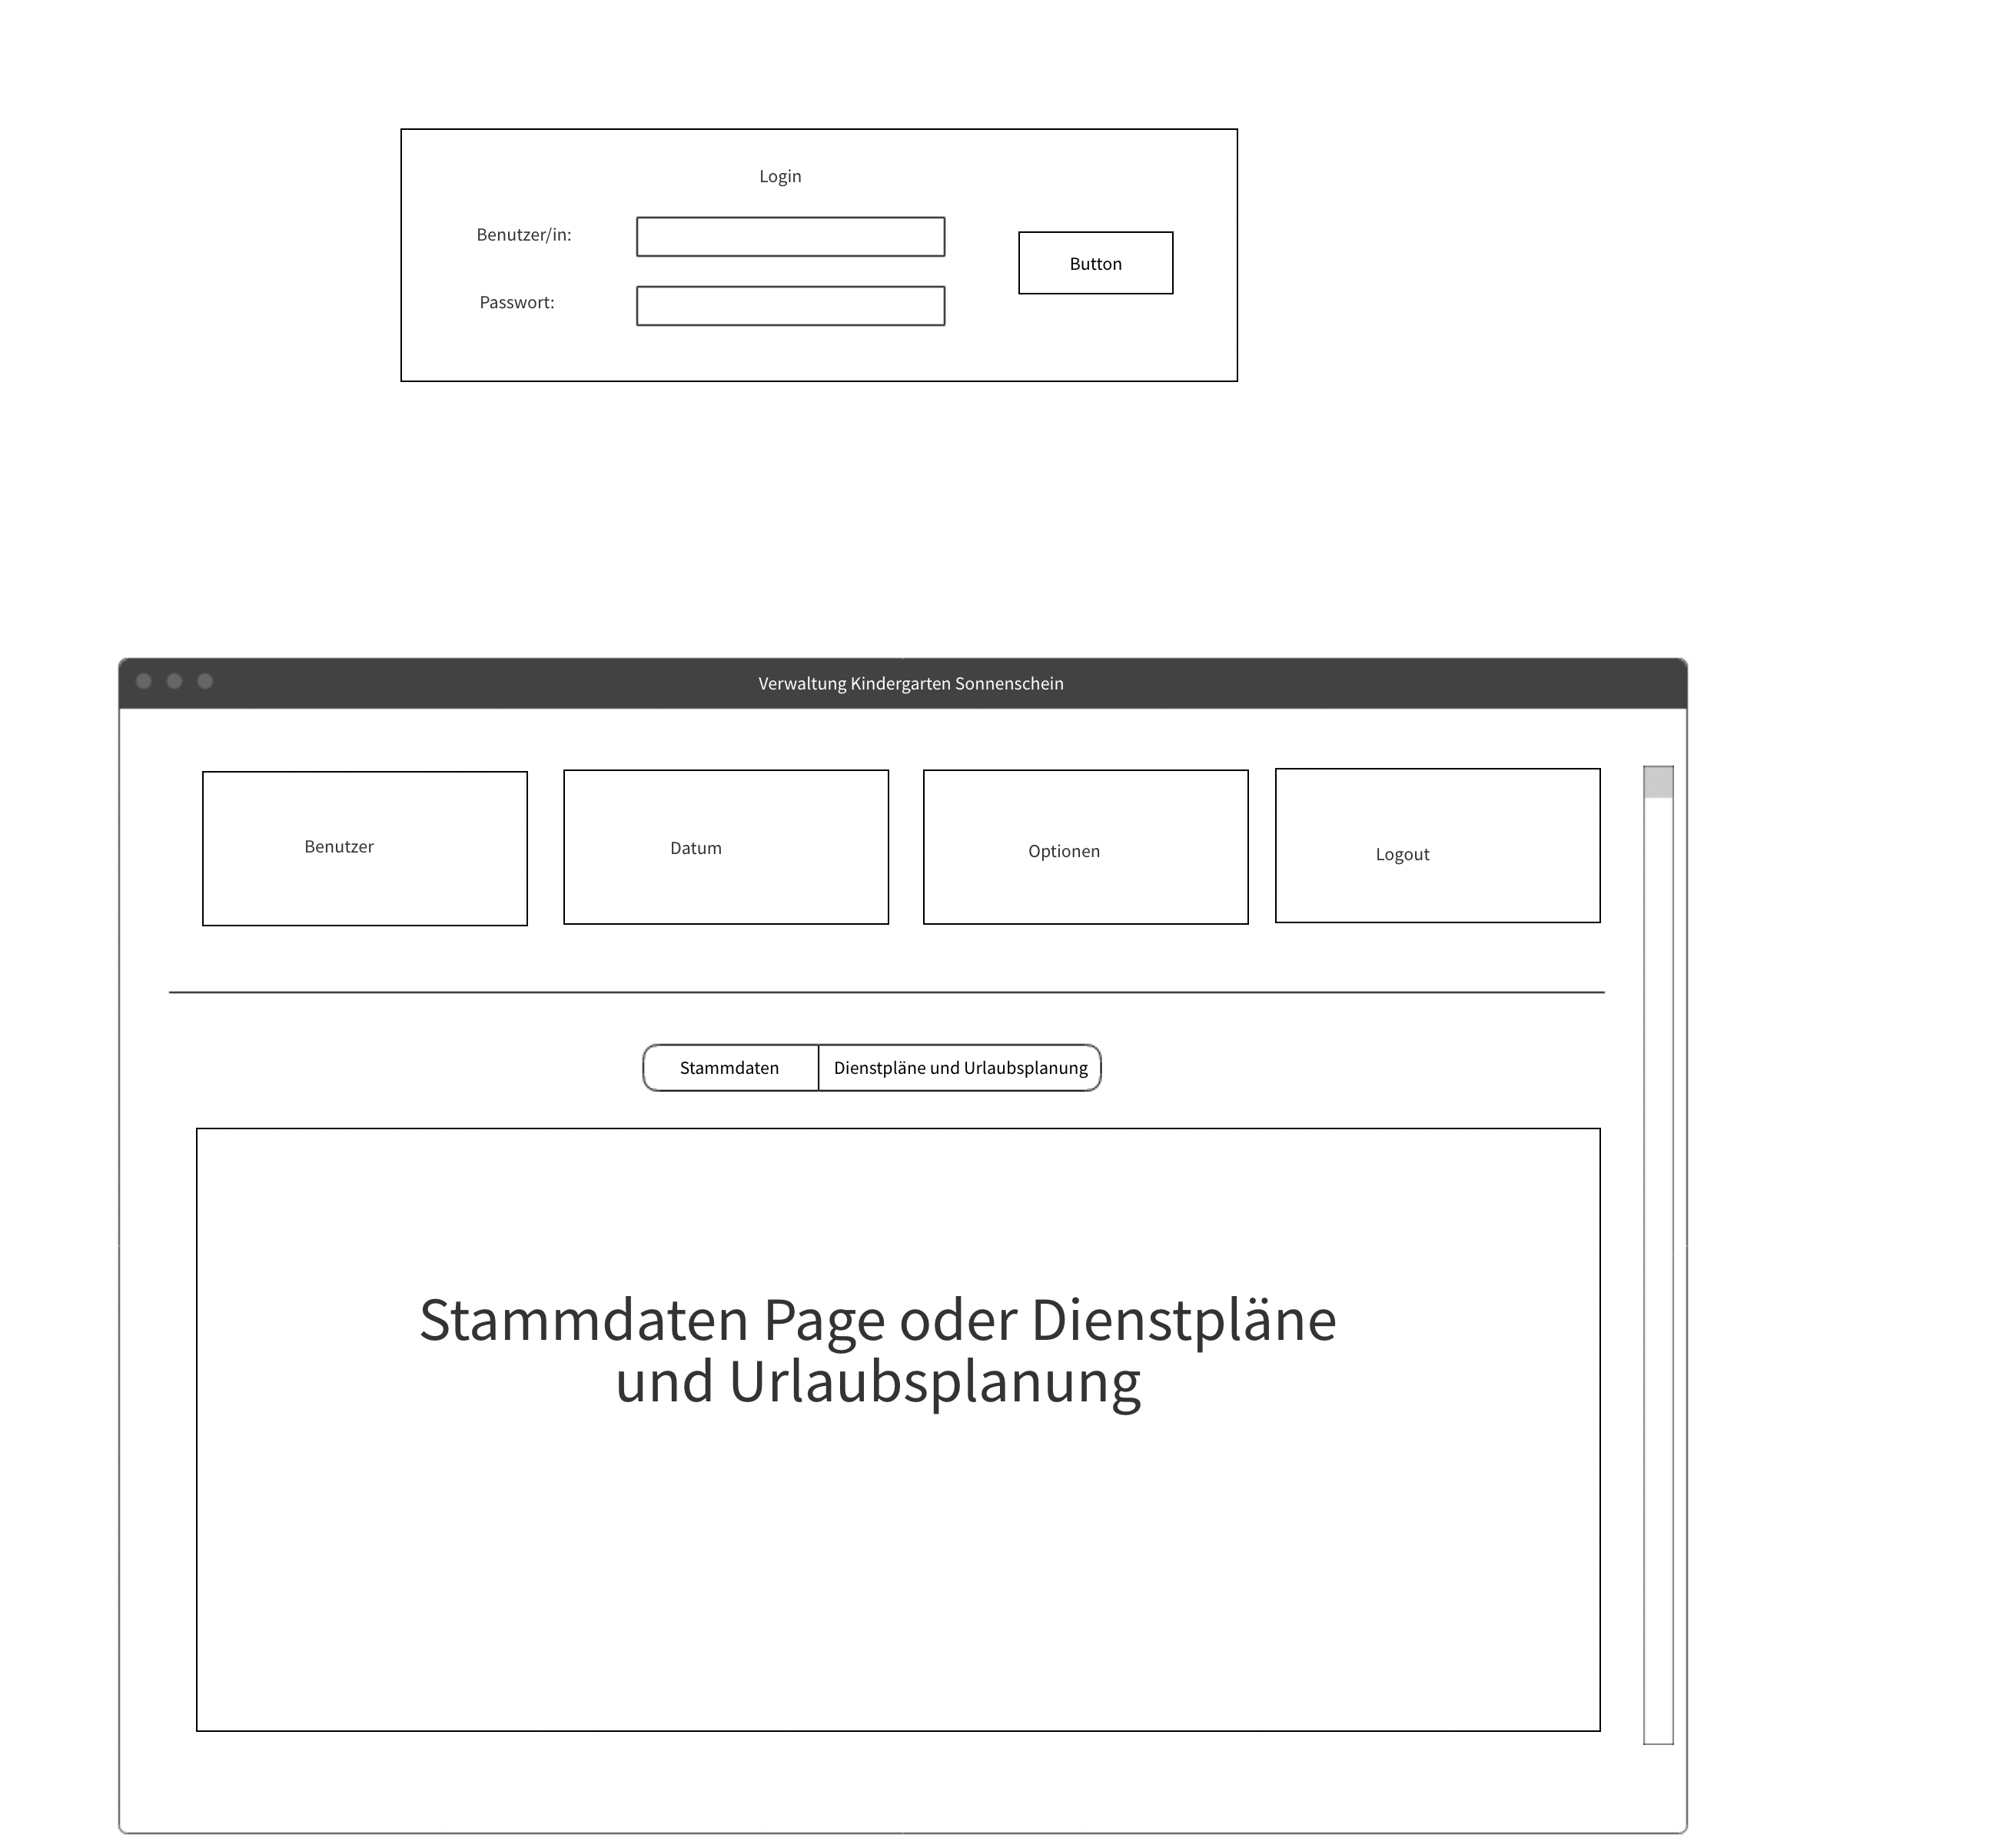 Login
Benutzer/in:
Button
Passwort:
Verwaltung Kindergarten Sonnenschein
Benutzer
Datum
Optionen
Logout
Stammdaten
Dienstpläne und Urlaubsplanung
Stammdaten Page oder Dienstpläne
und Urlaubsplanung